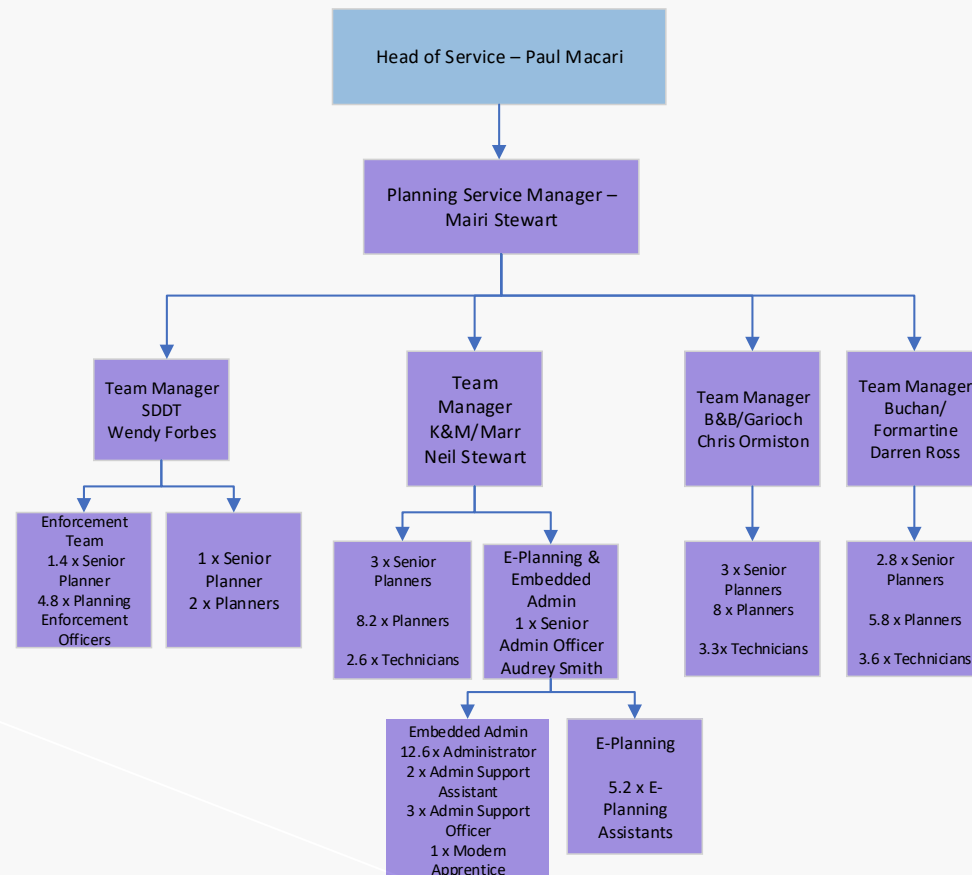 Head of Service – Paul Macari
Planning Service Manager –
Mairi Stewart
Team Manager
SDDT
Wendy Forbes
Team
Manager
K&M/Marr
Neil Stewart
Team Manager
B&B/Garioch
Chris Ormiston
Team Manager
Buchan/
Formartine
Darren Ross
Enforcement
Team
1.4 x Senior
Planner
4.8 x Planning
Enforcement
Officers
1 x Senior
Planner
2 x Planners
3 x Senior
Planners
8.2 x Planners
2.6 x Technicians
E-Planning &
Embedded
Admin
1 x Senior
Admin Officer
Audrey Smith
3 x Senior
Planners
8 x Planners
3.3x Technicians
2.8 x Senior
Planners
5.8 x Planners
3.6 x Technicians
Embedded Admin
12.6 x Administrator
2 x Admin Support
Assistant
3 x Admin Support
Officer
1 x Modern
Apprentice
E-Planning
5.2 x E-
Planning
Assistants